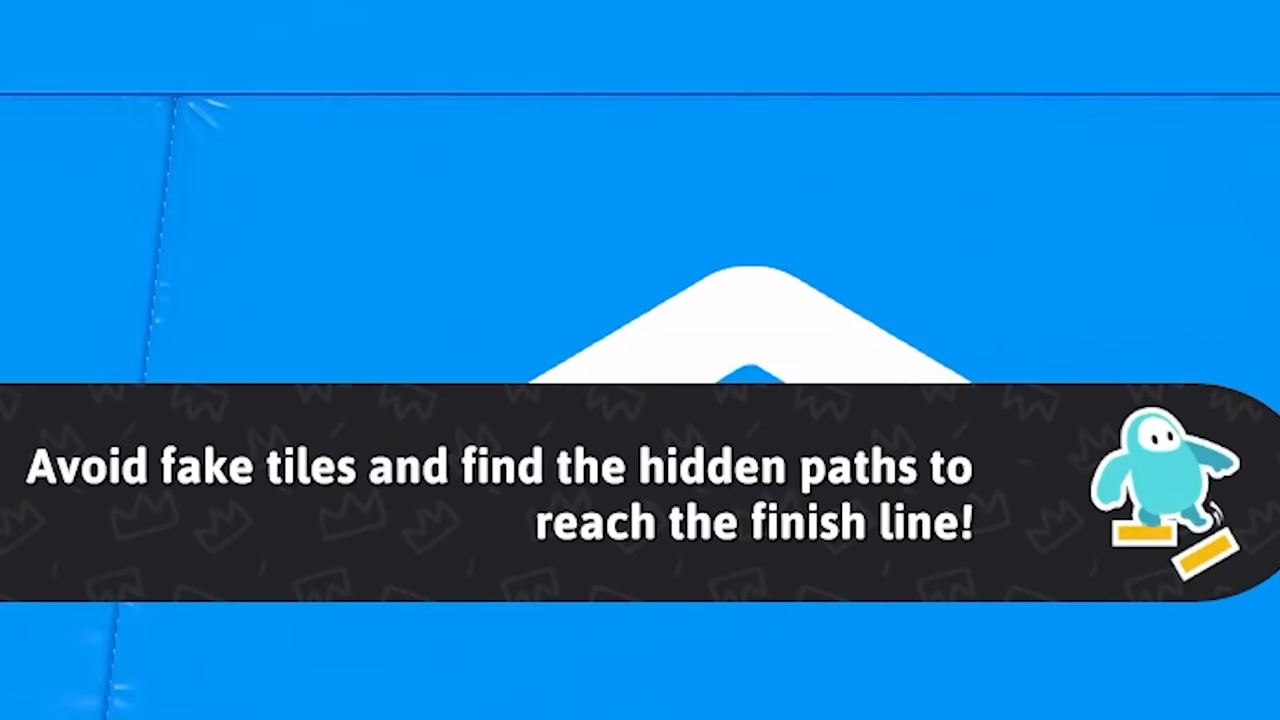 Avoid fake tiles and find the hidden paths to
reach the finish line!